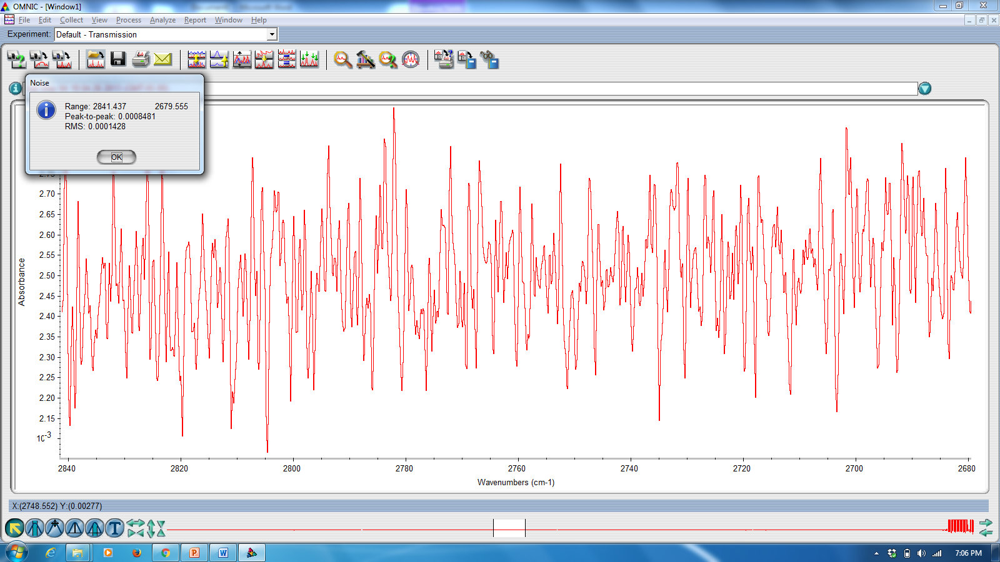 OMNIC - [Window1]
File Edit Collect View Process Analyze Report Window Help
Experiment: Default - Transmission
Noise
Range: 2841.437 2679.555
Peak-to-peak: 0.0008481
RMS: 0.0001428
OK
2.70
2.65
2.60
2.55
2.50
2.45
2.40
2.35
2.30
2.25
2.20
2.15
10-3
Absorbance
2840 2820 2800 2780 2760 2740 2720 2700 2680
Wavenumbers (cm-1)
X:(2748.552) Y:(0.00277)
T
7:06 PM